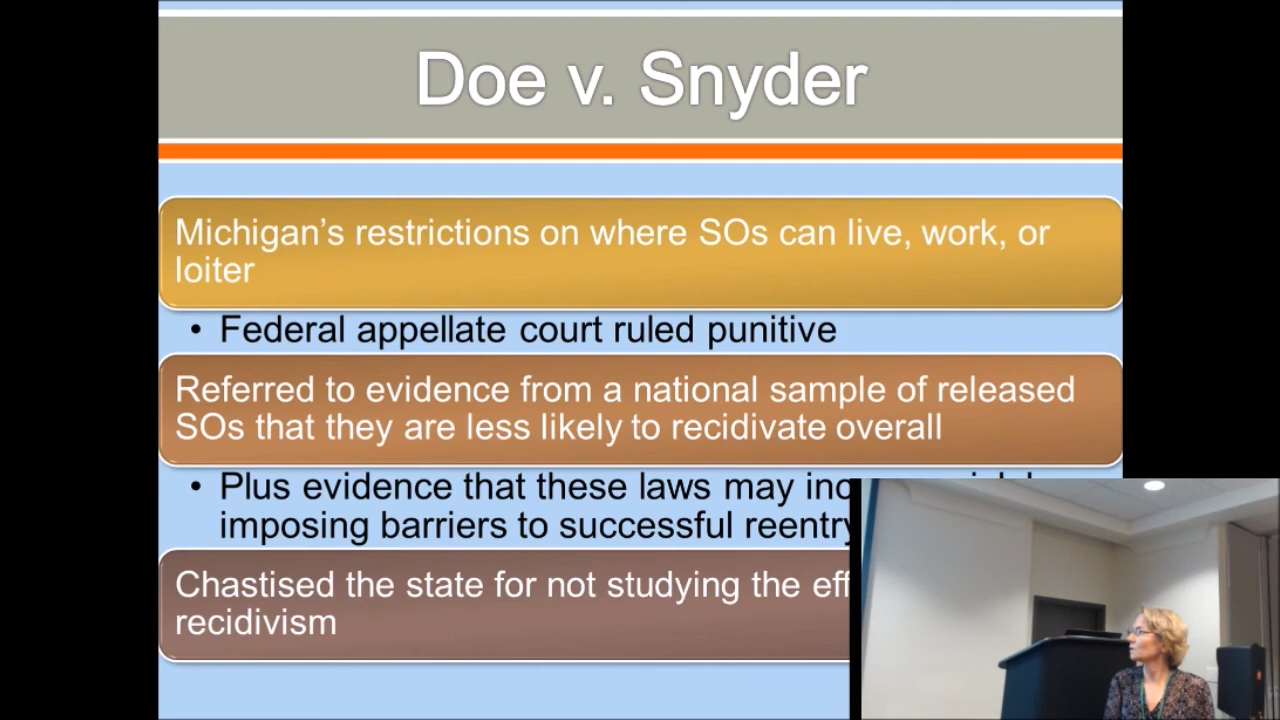 Doe v. Snyder
Michigan’s restrictions on where SOs can live, work, or
loiter
• Federal appellate court ruled punitive
Referred to evidence from a national sample of released
SOs that they are less likely to recidivate overall
• Plus evidence that these laws may
imposing barriers to successful reentry
Chastised the state for not studying the
recidivism